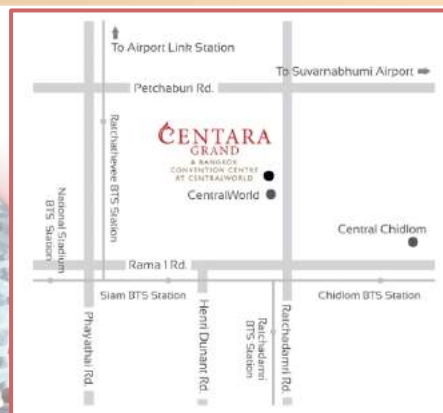 To Airport Link Station
To Suvarnabhumi Airport
Petchaburi Rd.
Ratchathevee BTS Station
CENTARA
GRAND
& BANGKOK
CONVENTION CENTRE
AT CENTRALWORLD
CentralWorld
National Stadium
BTS Station
Central Chidlom
Rama 1 Rd.
Siam BTS Station
Chidlom BTS Station
Phayathai Rd.
Henri Dunant Rd.
Ratchadamri
BTS Station
Ratchadamri Rd.